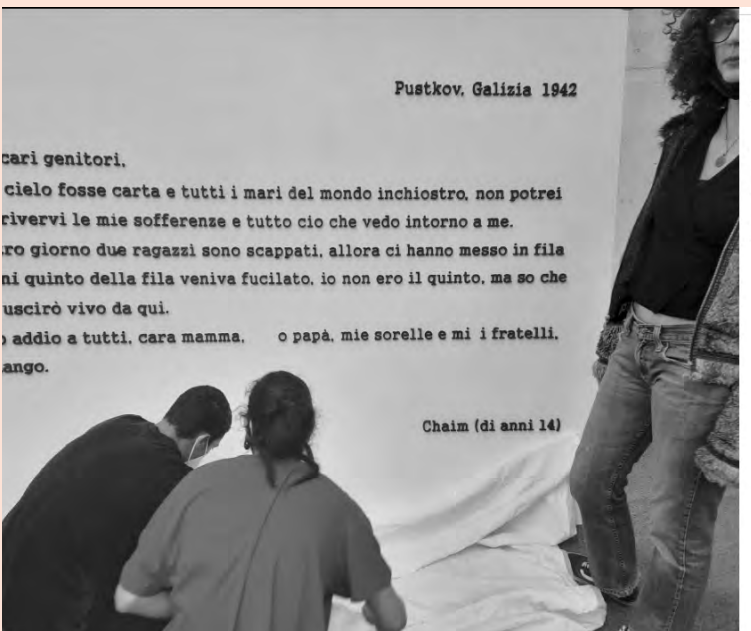 Pustkov, Galizia 1942
cari genitori,
cielo fosse carta e tutti i mari del mondo inchiostro, non potrei
rivervi le mie sofferenze e tutto cio che vedo intorno a me.
ro giorno due ragazzi sono scappati, allora ci hanno messo in fila
ni quinto della fila veniva fucilato, io non ero il quinto, ma so che
uscirò vivo da qui.
addio a tutti, cara mamma, o papà, mie sorelle e mi i fratelli,
ango.
Chaim (di anni 14)